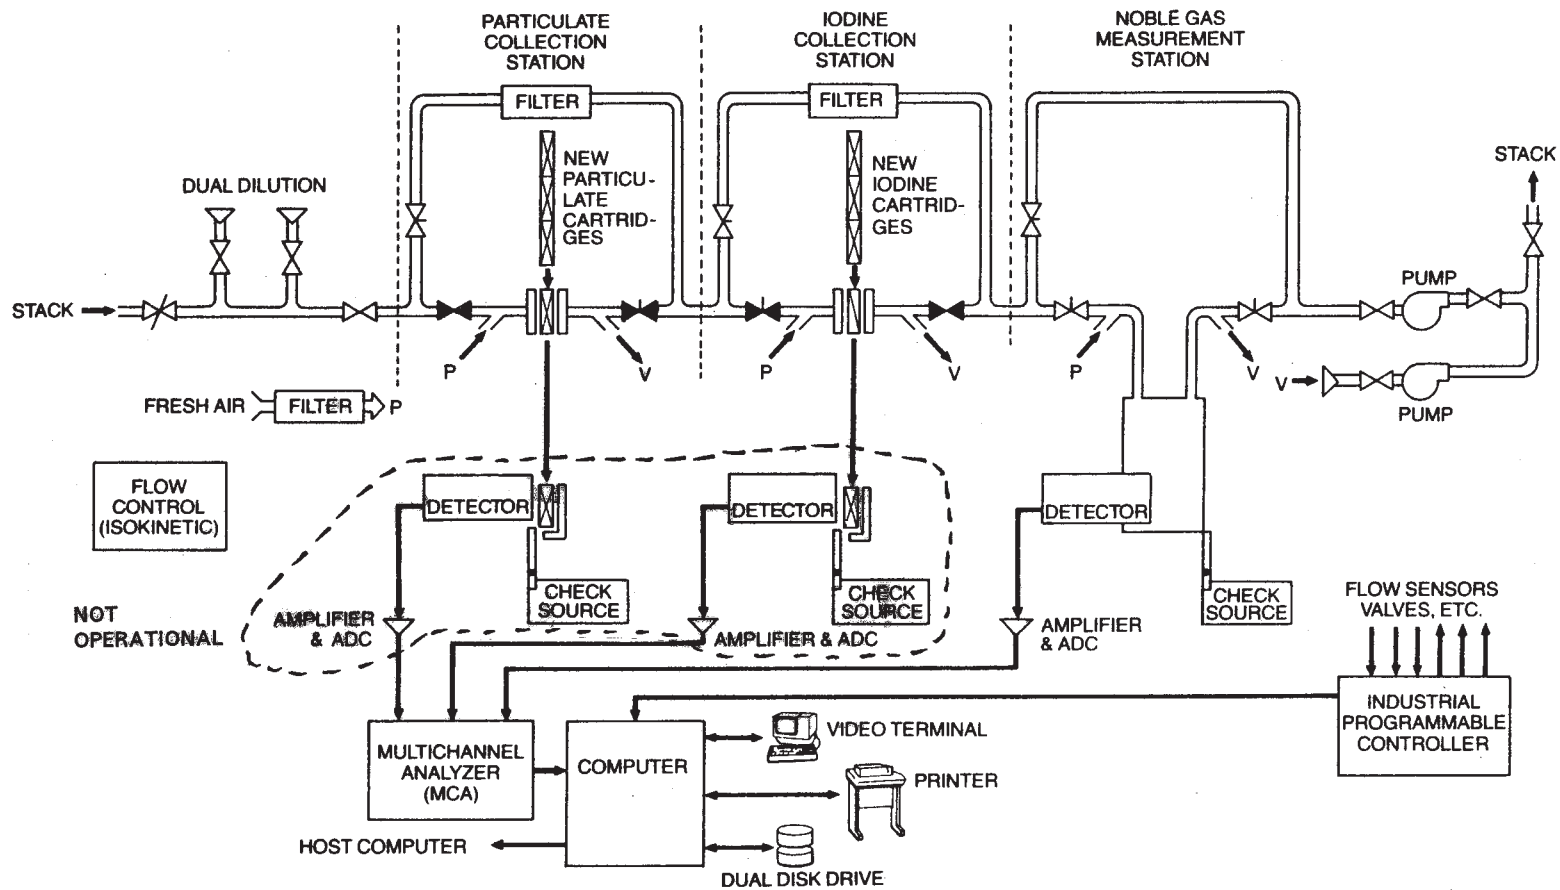 PARTICULATE
COLLECTION
STATION
IODINE
COLLECTION
STATION
NOBLE GAS
MEASUREMENT
STATION
FILTER
FILTER
NEW
PARTICU-
LATE
CARTRID-
GES
NEW
IODINE
CARTRID-
GES
STACK
DUAL DILUTION
STACK
PUMP
P
V
P
V
P
V
V
PUMP
FRESH AIR
FILTER
P
FLOW
CONTROL
(ISOKINETIC)
DETECTOR
DETECTOR
DETECTOR
CHECK
SOURCE
CHECK
SOURCE
CHECK
SOURCE
NOT
OPERATIONAL
AMPLIFIER
& ADC
AMPLIFIER & ADC
AMPLIFIER
& ADC
FLOW SENSORS
VALVES, ETC.
INDUSTRIAL
PROGRAMMABLE
CONTROLLER
MULTICHANNEL
ANALYZER
(MCA)
COMPUTER
VIDEO TERMINAL
PRINTER
HOST COMPUTER
DUAL DISK DRIVE